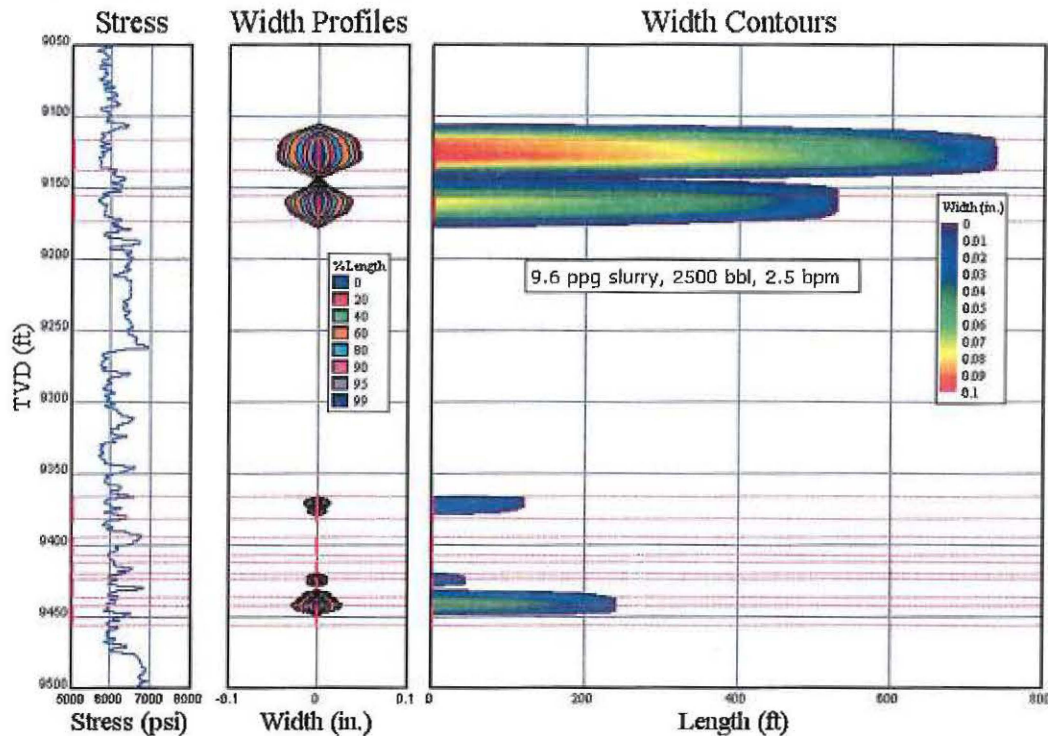 Stress
Width Profiles
Width Contours
9050
9100
9150
9200
9250
9300
9350
9400
9450
9500
TVD (ft)
5000 6000 7000 8000
Stress (psi)
-0.1 0 0.1
Width (in.)
0 200 400 600 800
Length (ft)
%Length
0
20
40
60
80
90
95
99
9.6 ppg slurry, 2500 bbl, 2.5 bpm
Width (in.)
0
0.01
0.02
0.03
0.04
0.05
0.06
0.07
0.08
0.09
0.1